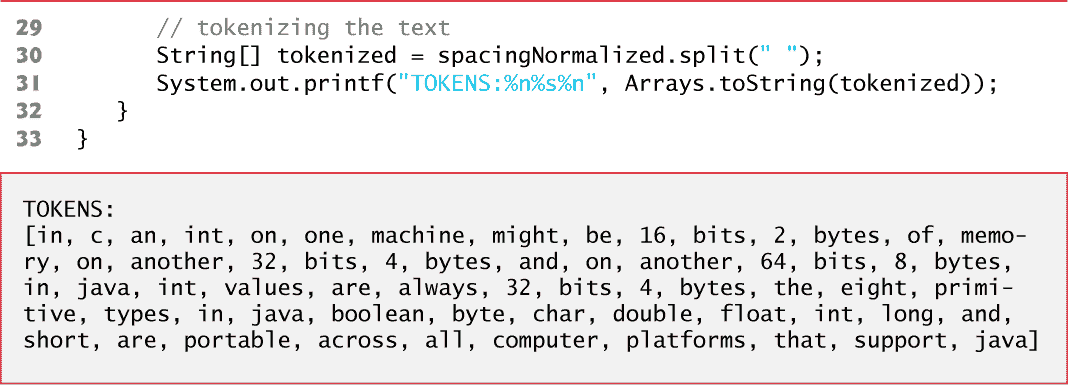 29 // tokenizing the text
30 String[] tokenized = spacingNormalized.split(" ");
31 System.out.printf("TOKENS:%n%s%n", Arrays.toString(tokenized));
32 }
33 }
TOKENS:
[in, c, an, int, on, one, machine, might, be, 16, bits, 2, bytes, of, memo-
ry, on, another, 32, bits, 4, bytes, and, on, another, 64, bits, 8, bytes,
in, java, int, values, are, always, 32, bits, 4, bytes, the, eight, primi-
tive, types, in, java, boolean, byte, char, double, float, int, long, and,
short, are, portable, across, all, computer, platforms, that, support, java]